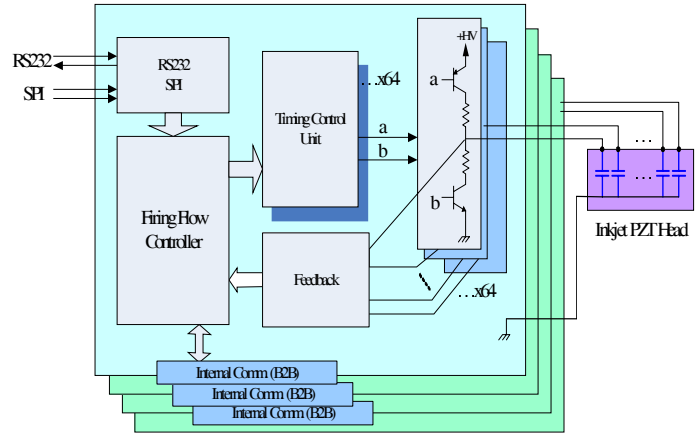 RS232
SPI
RS232
SPI
Firing Flow
Controller
Timing Control
Unit
...x64
a
b
+HV
a
b
Feedback
...x64
...
...
Inkjet PZT Head
Internal Comm (B2B)
Internal Comm (B2B)
Internal Comm (B2B)